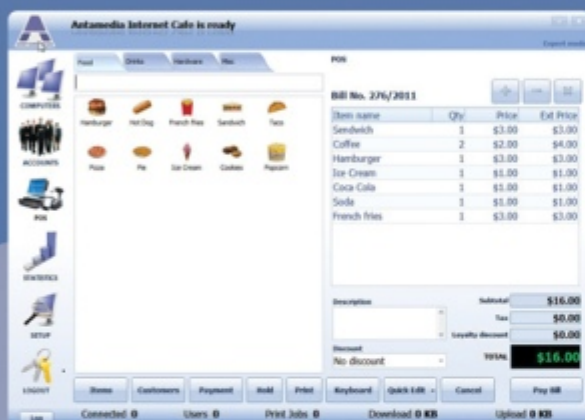 Antamedia Internet Cafe is ready
Expert mode
Food Drinks Hardware Misc
POS
Bill No. 276/2011
Item name Qty Price Ext Price
Sandwich 1 $3.00 $3.00
Coffee 2 $2.00 $4.00
Hamburger 1 $3.00 $3.00
Ice Cream 1 $1.00 $1.00
Coca Cola 1 $1.00 $1.00
Soda 1 $1.00 $1.00
French fries 1 $3.00 $3.00
Hamburger Hot Dog French fries Sandwich Taco
Pizza Pie Ice Cream Cookies Popcorn
COMPUTERS
ACCOUNTS
POS
STATISTICS
SETUP
LOGOUT
Description
Subtotal $16.00
Tax $0.00
Loyalty discount $0.00
Discount
No discount
TOTAL $16.00
Items Customers Payment Hold Print Keyboard Quick Edit Cancel Pay Bill
Log
Connected 0 Users 0 Print Jobs 0 Download 0 KB Upload 0 KB